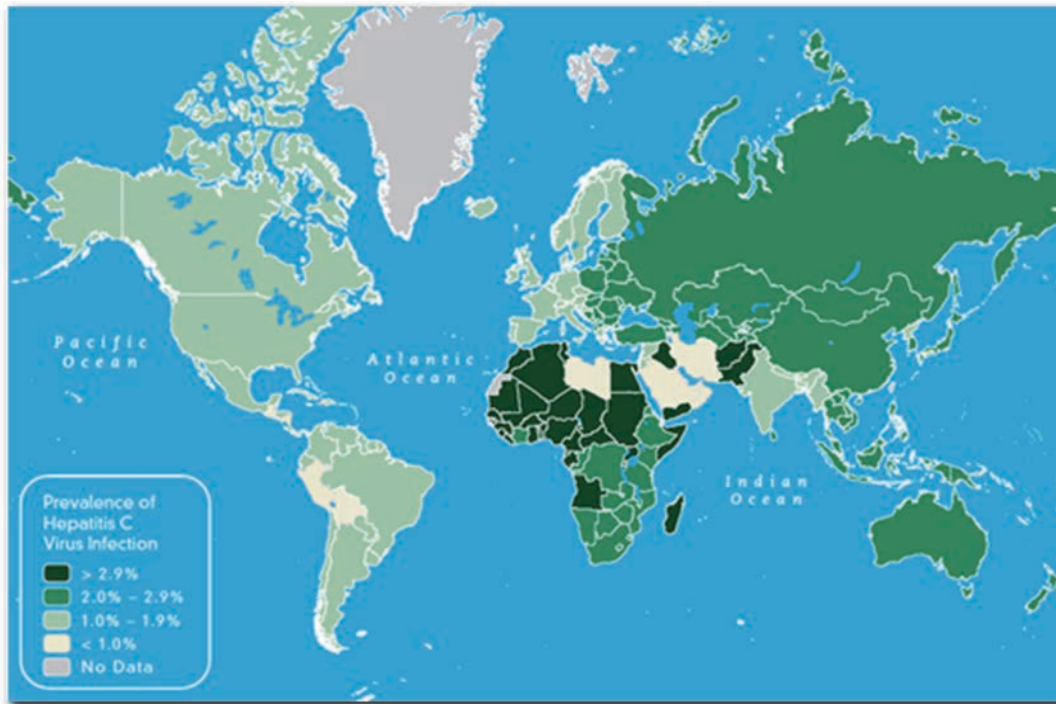 Pacific
Ocean
Atlantic
Ocean
Indian
Ocean
Prevalence of
Hepatitis C
Virus Infection
> 2.9%
2.0% – 2.9%
1.0% – 1.9%
< 1.0%
No Data